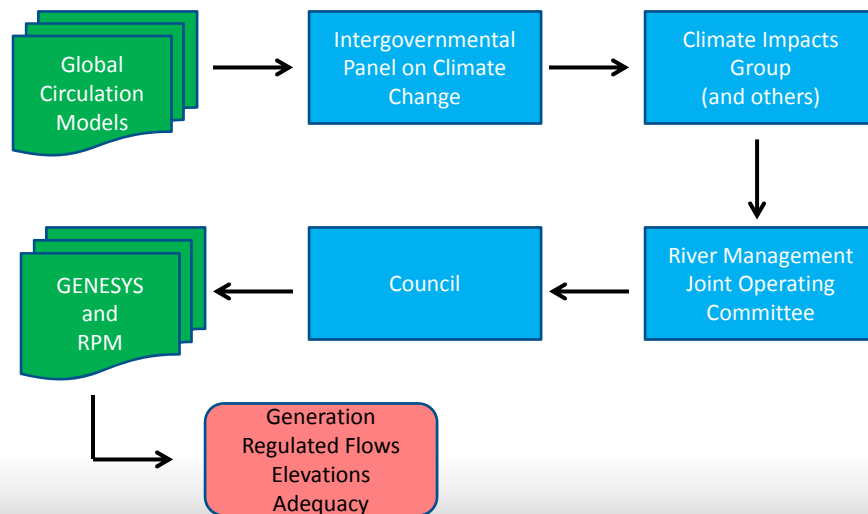 Global
Circulation
Models
Intergovernmental
Panel on Climate
Change
Climate Impacts
Group
(and others)
River Management
Joint Operating
Committee
Council
GENESYS
and
RPM
Generation
Regulated Flows
Elevations
Adequacy